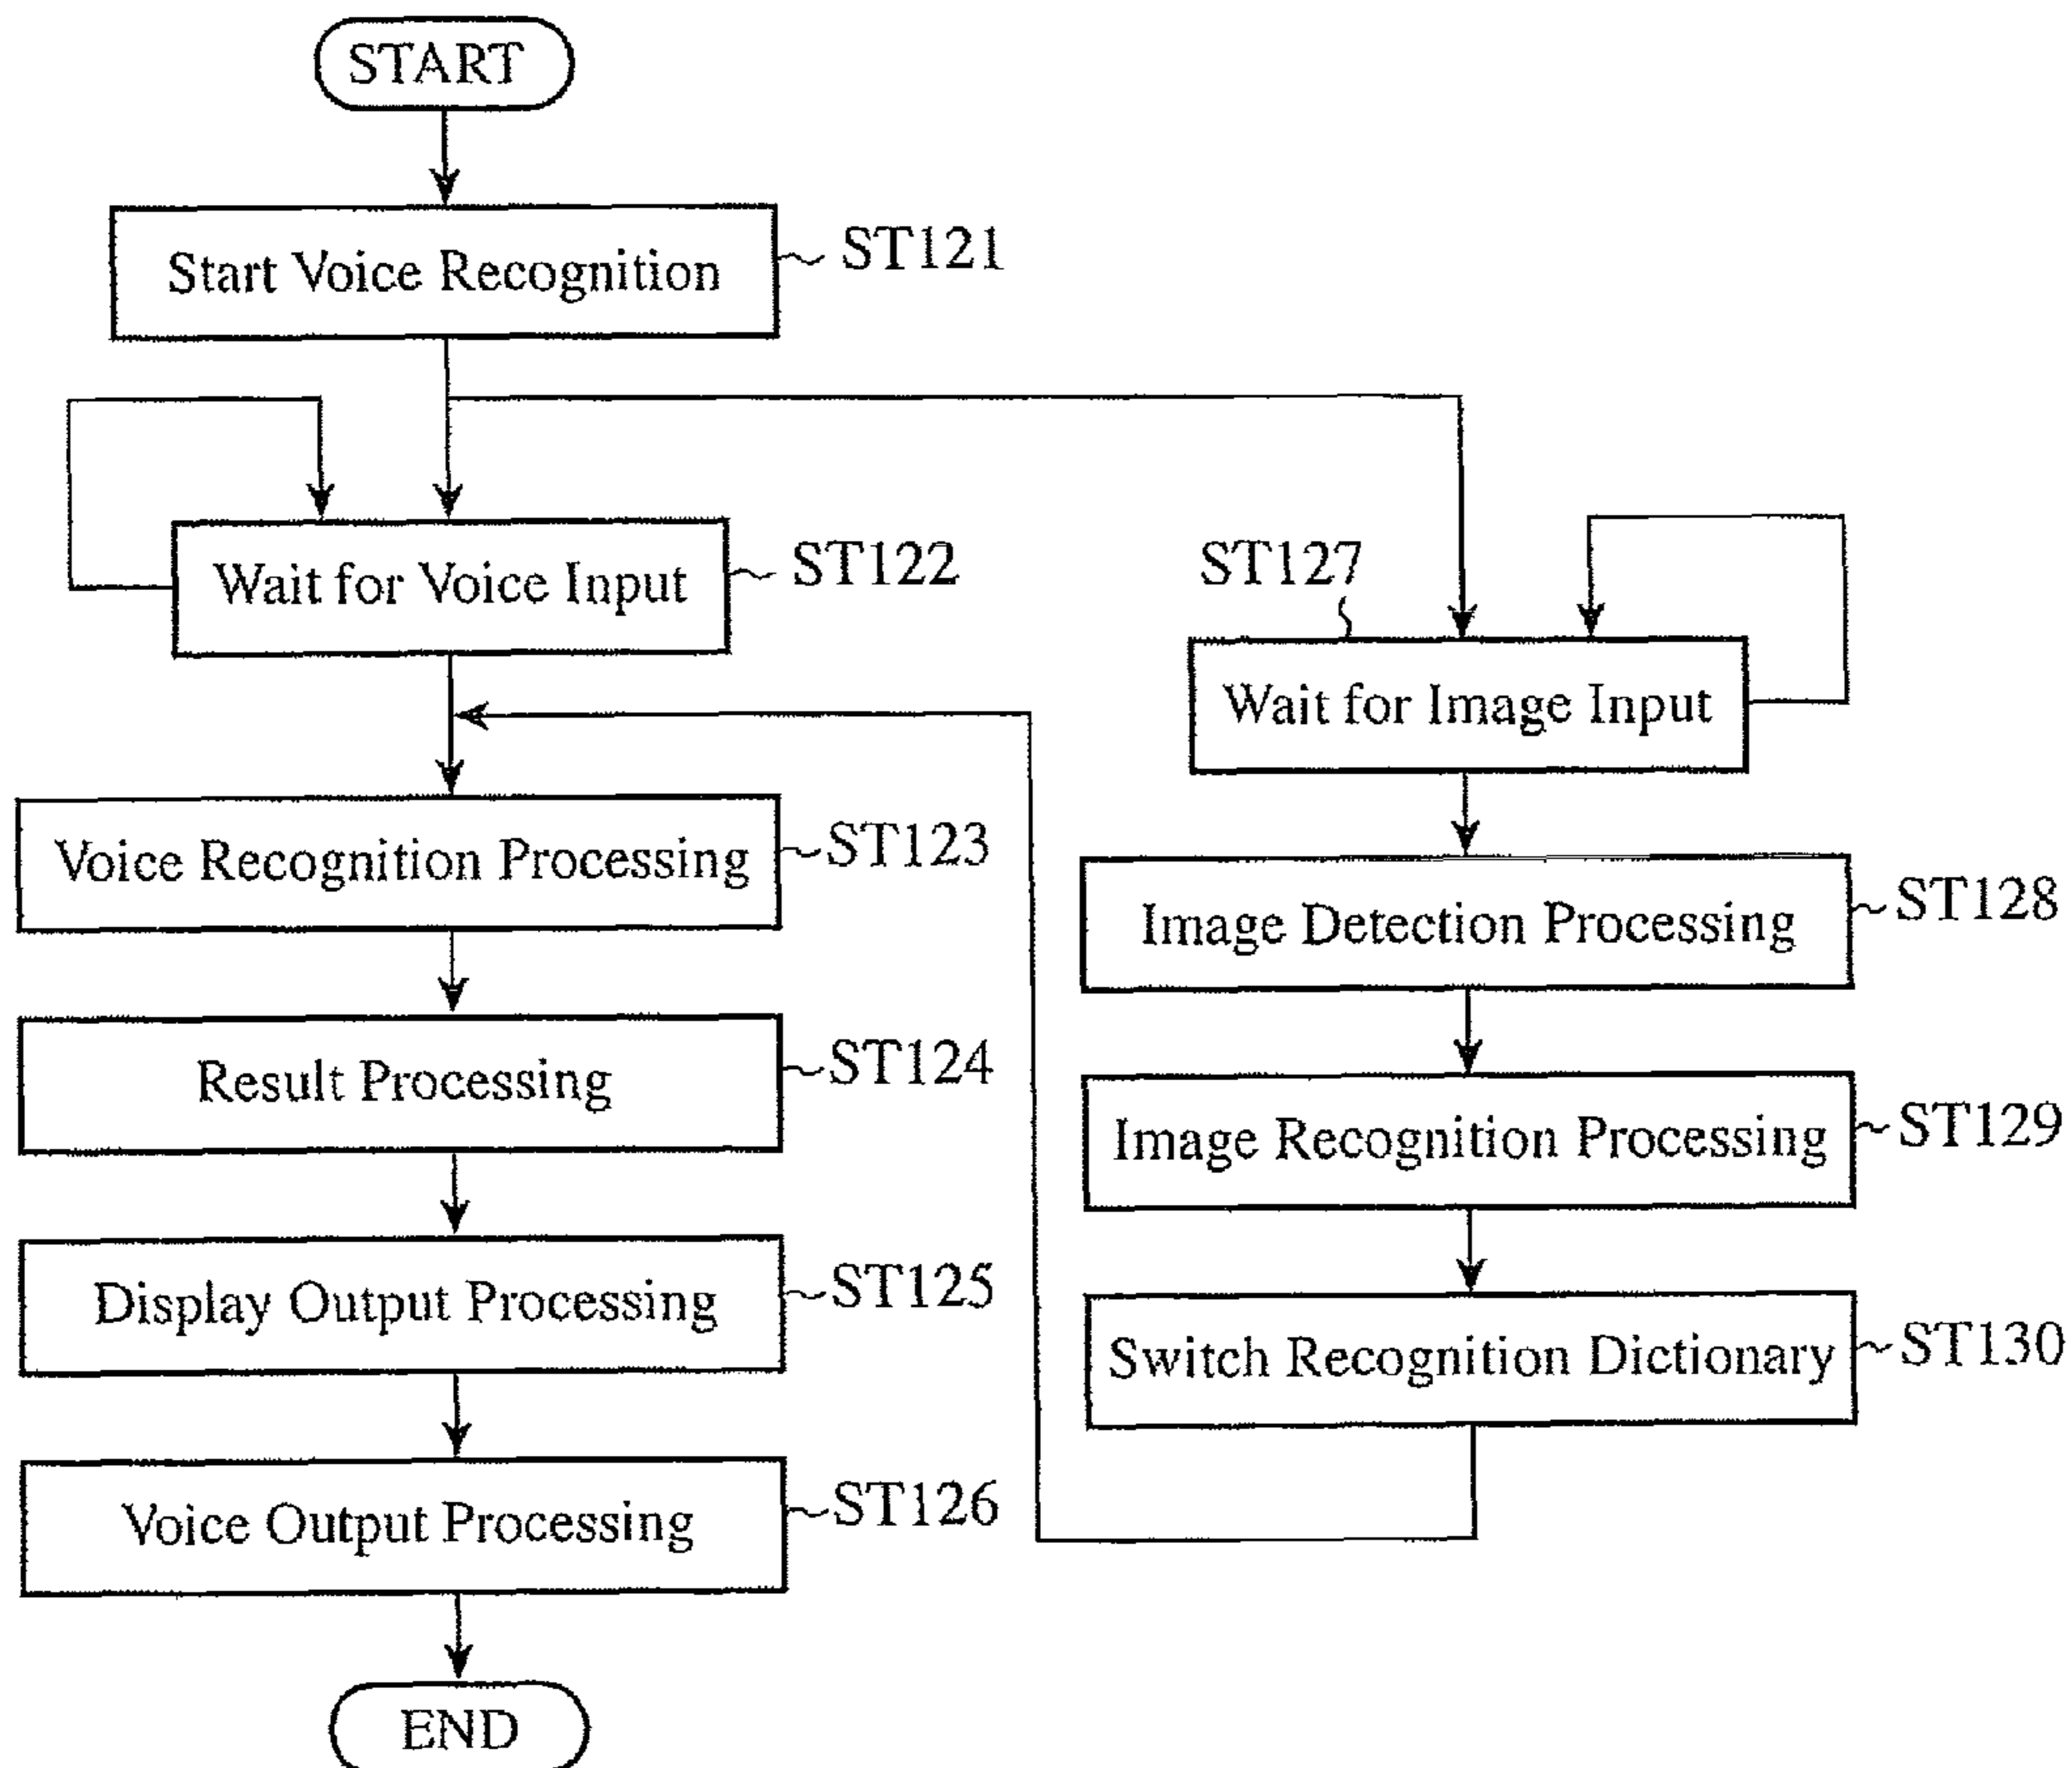 START
Start Voice Recognition
ST121
Wait for Voice Input
ST122
Voice Recognition Processing
ST123
Result Processing
ST124
Display Output Processing
ST125
Voice Output Processing
ST126
END
ST127
Wait for Image Input
Image Detection Processing
ST128
Image Recognition Processing
ST129
Switch Recognition Dictionary
ST130